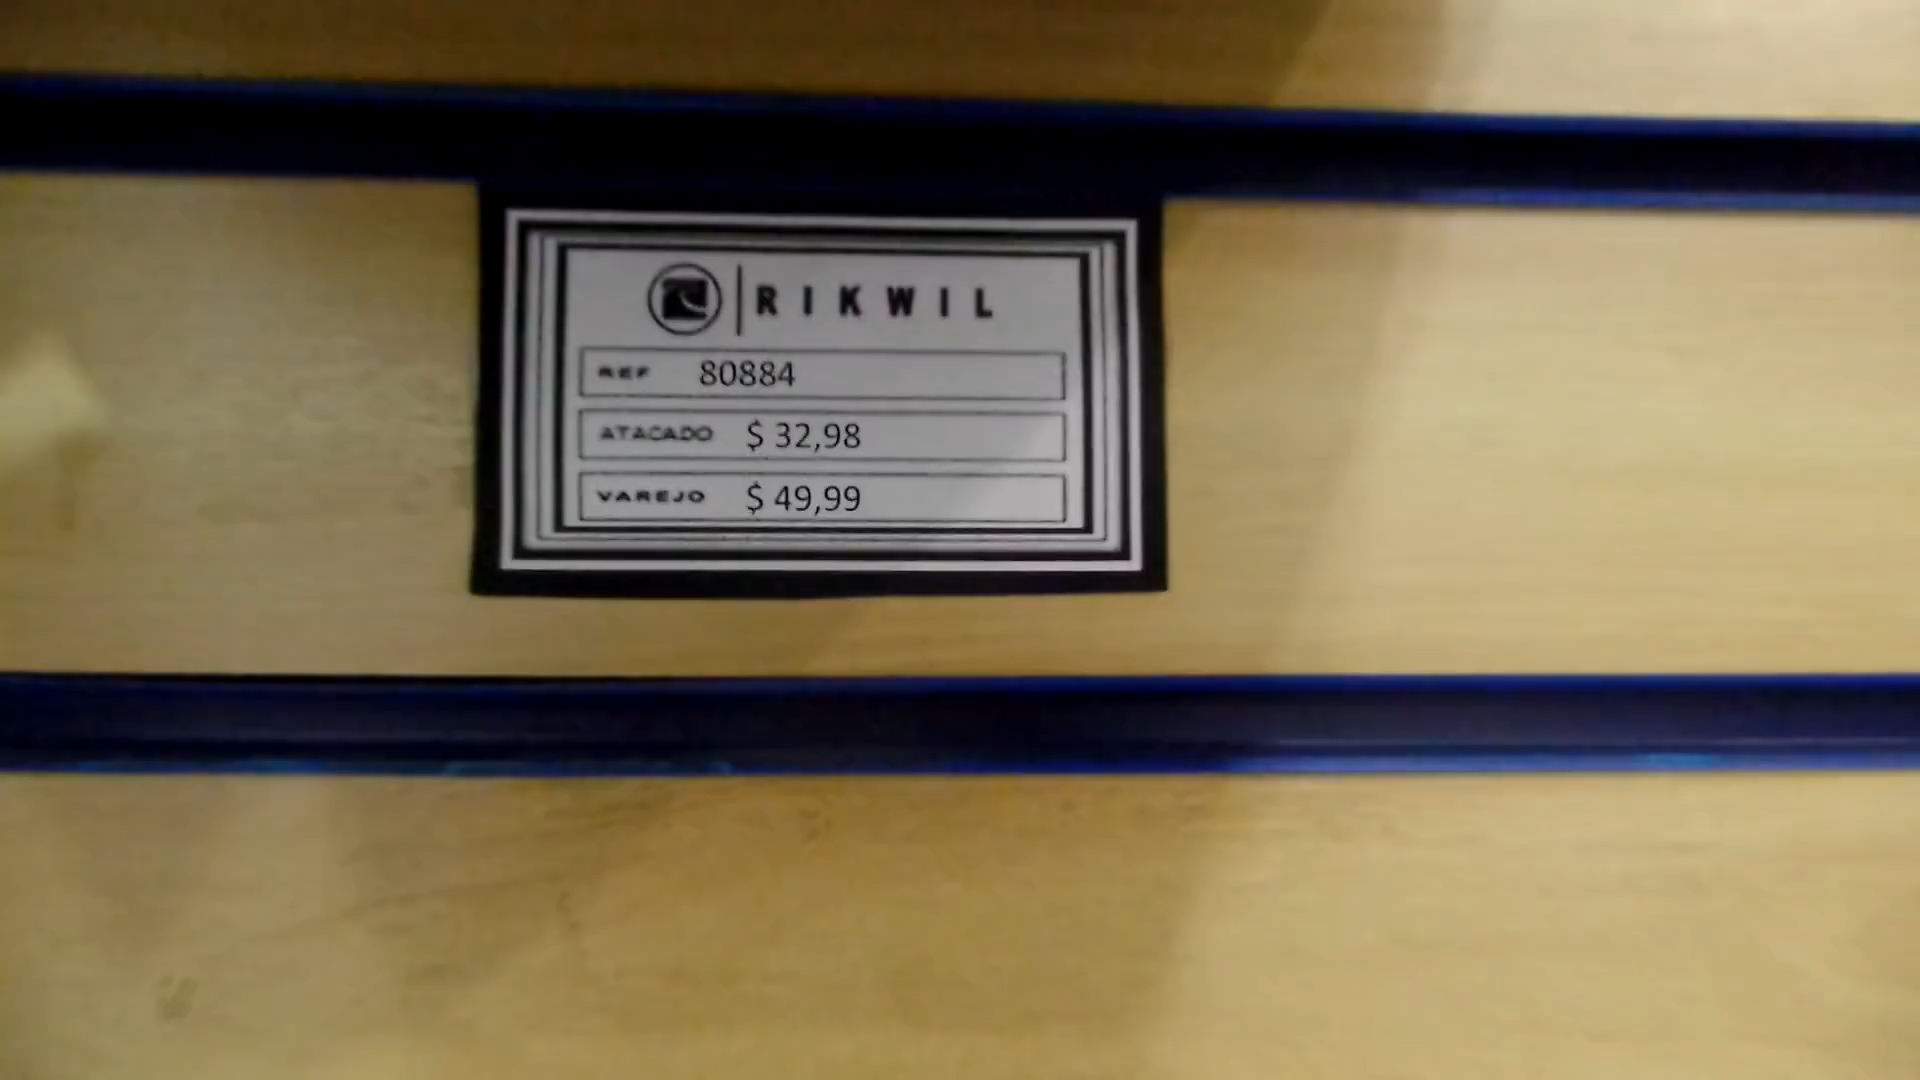 RIKWIL
REF 80884
ATACADO $ 32,98
VAREJO $ 49,99